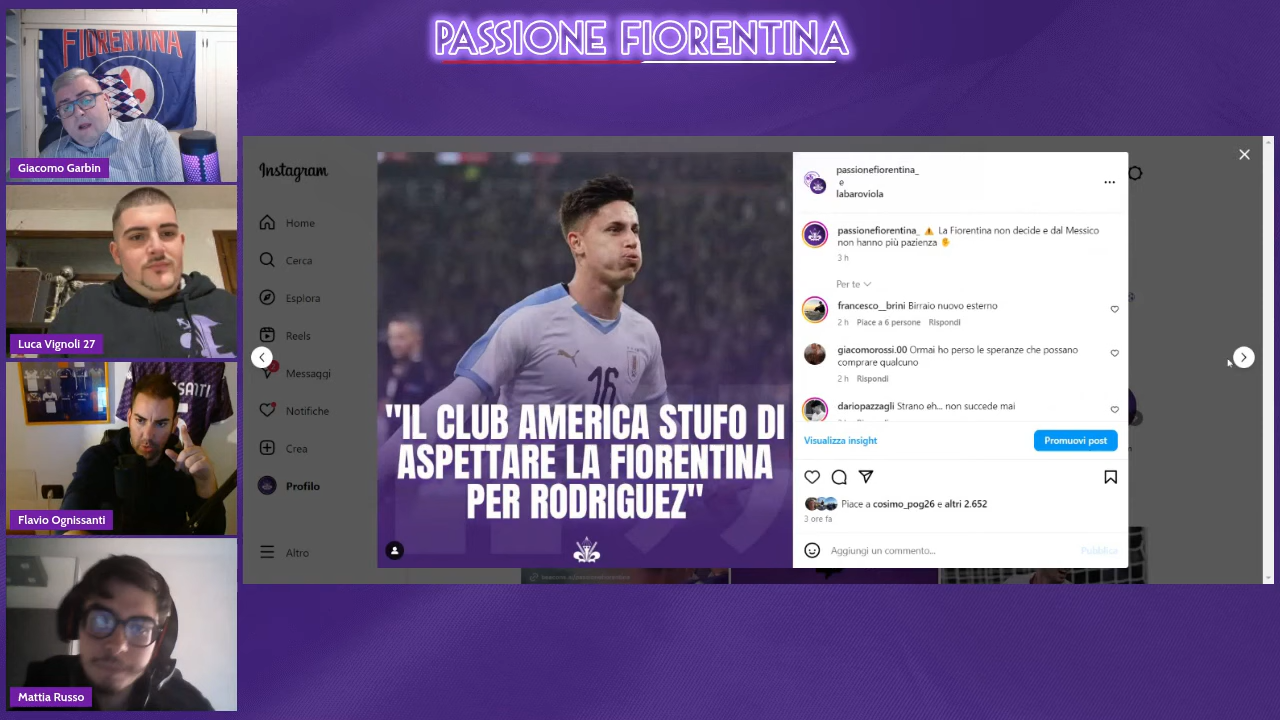 PASSIONE FIORENTINA
FIORENTINA
Giacomo Garbin
Luca Vignoli 27
Flavio Ognissanti
Mattia Russo
Instagram
Home
Cerca
Esplora
Reels
Messaggi
Notifiche
Crea
Profilo
Altro
16
"IL CLUB AMERICA STUFO DI
ASPETTARE LA FIORENTINA
PER RODRIGUEZ"
passionefiorentina_
e
labaroviola
passionefiorentina_ ⚠️ La Fiorentina non decide e dal Messico
non hanno più pazienza ✋
3 h
Per te
francesco__brini Birraio nuovo esterno
2 h Piace a 6 persone Rispondi
giacomorossi.00 Ormai ho perso le speranze che possano
comprare qualcuno
2 h Rispondi
dariopazzagli Strano eh... non succede mai
Visualizza insight
Promuovi post
Piace a cosimo_pog26 e altri 2.652
3 ore fa
Aggiungi un commento...
Pubblica